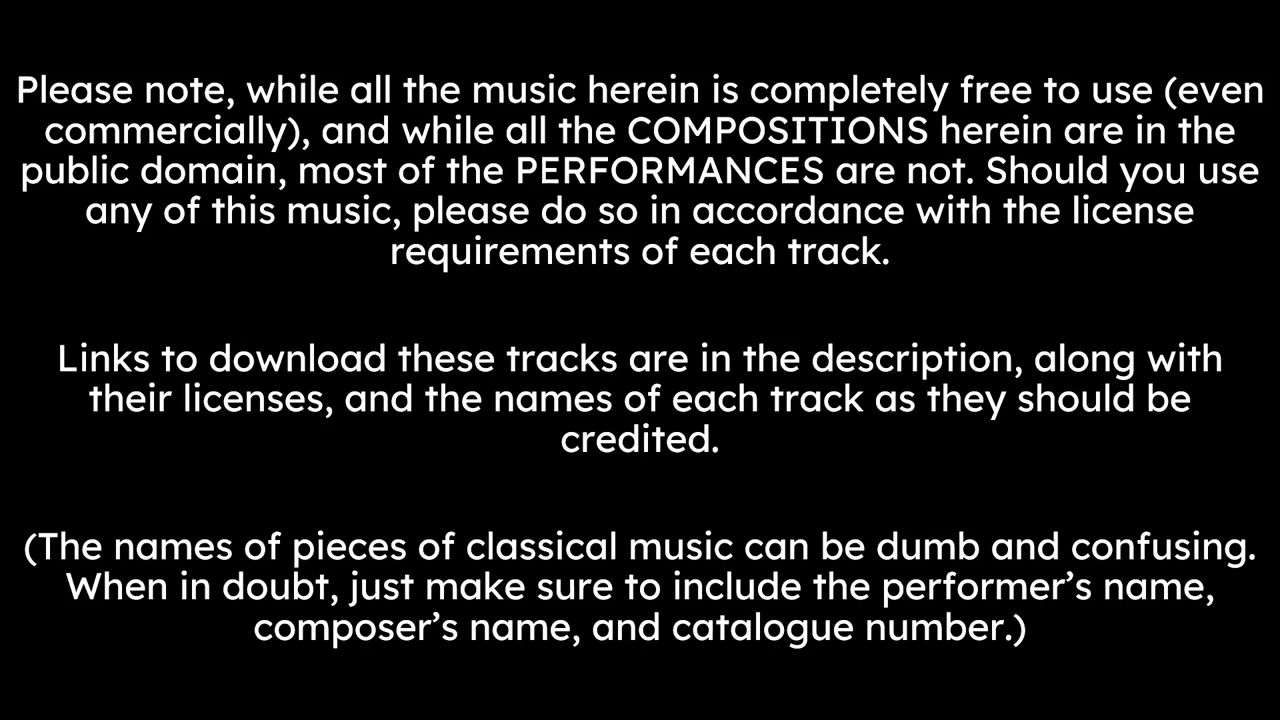 Please note, while all the music herein is completely free to use (even
commercially), and while all the COMPOSITIONS herein are in the
public domain, most of the PERFORMANCES are not. Should you use
any of this music, please do so in accordance with the license
requirements of each track.
Links to download these tracks are in the description, along with
their licenses, and the names of each track as they should be
credited.
(The names of pieces of classical music can be dumb and confusing.
When in doubt, just make sure to include the performer’s name,
composer’s name, and catalogue number.)